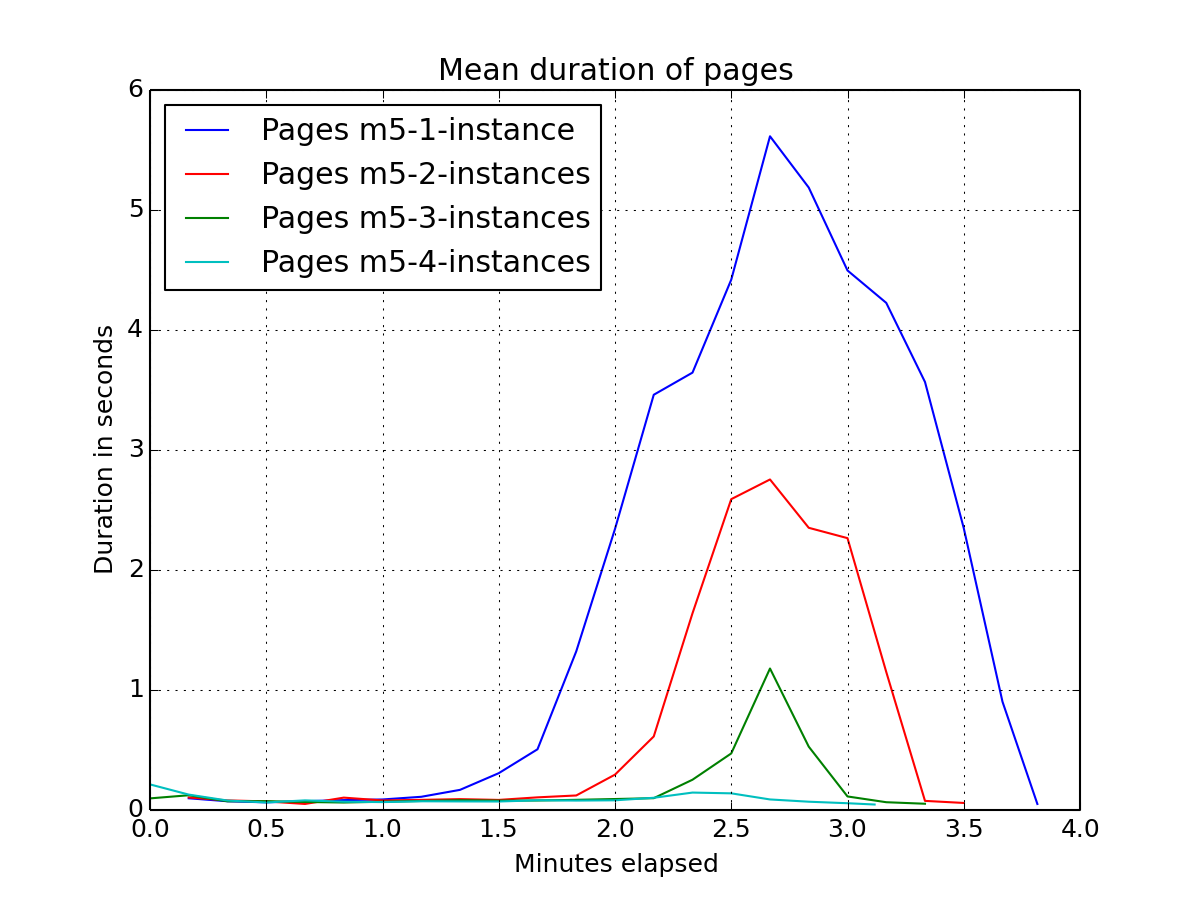 Mean duration of pages
6
5
4
3
2
1
0
Duration in seconds
Pages m5-1-instance
Pages m5-2-instances
Pages m5-3-instances
Pages m5-4-instances
0.0 0.5 1.0 1.5 2.0 2.5 3.0 3.5 4.0
Minutes elapsed